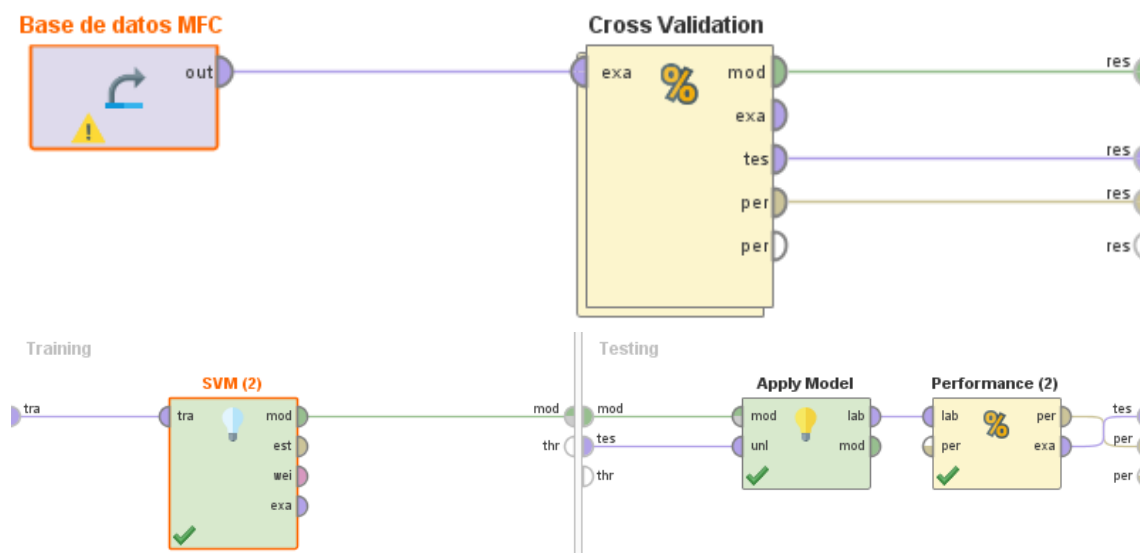 Base de datos MFC
out
Cross Validation
exa
mod
exa
tes
per
per
res
res
res
res
Training
tra
SVM (2)
tra
mod
est
wei
exa
mod
thr
Testing
mod
tes
thr
Apply Model
mod
unl
lab
mod
Performance (2)
% lab
per
per
exa
tes
per
per